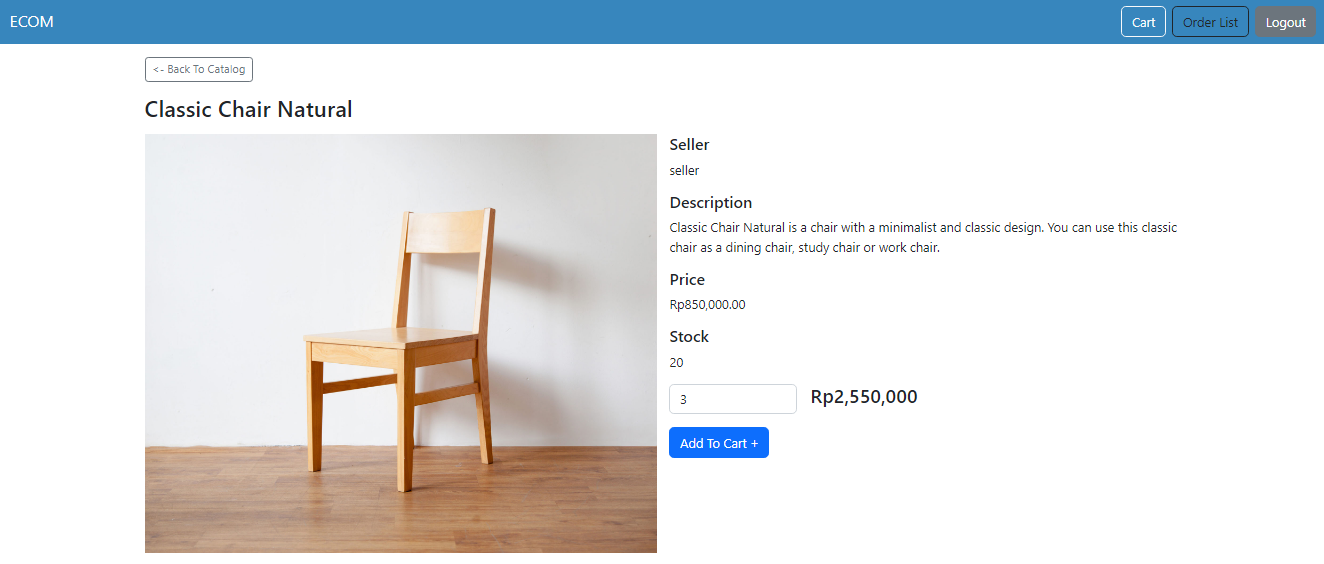 ECOM
Cart
Order List
Logout
<- Back To Catalog
Classic Chair Natural
Seller
seller
Description
Classic Chair Natural is a chair with a minimalist and classic design. You can use this classic
chair as a dining chair, study chair or work chair.
Price
Rp850,000.00
Stock
20
3
Rp2,550,000
Add To Cart +